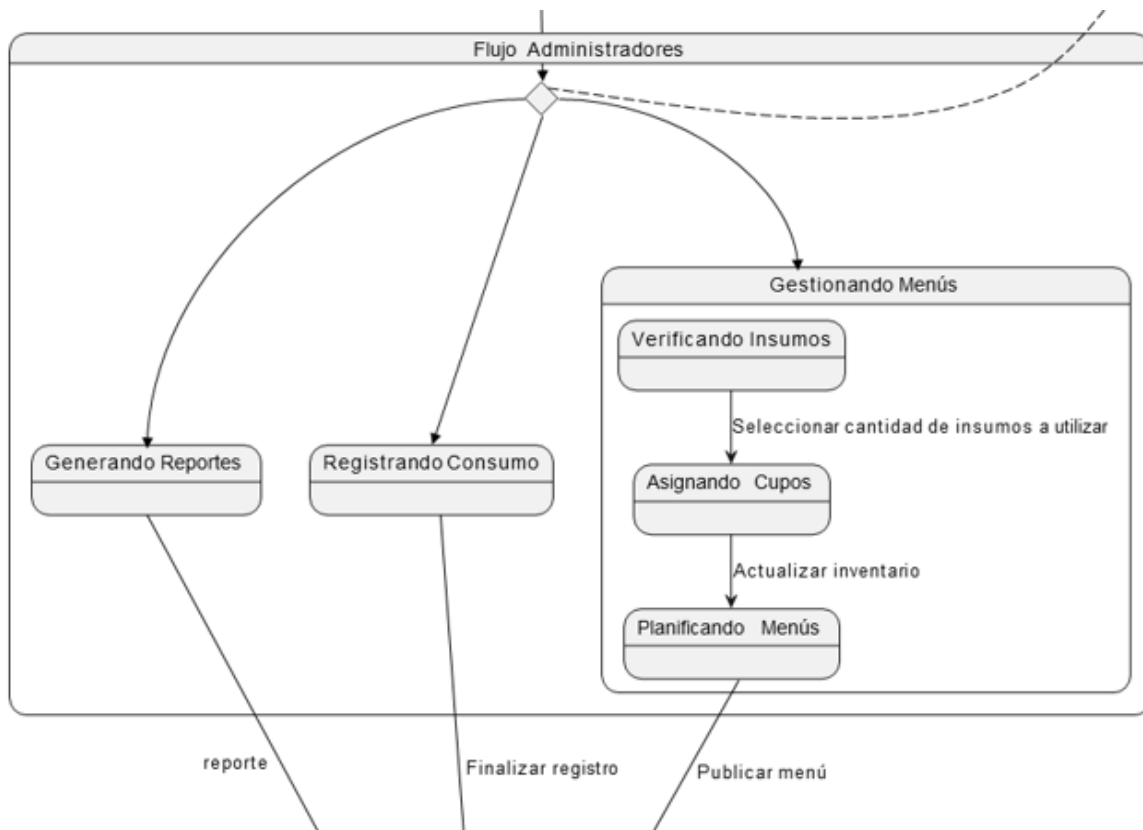 Flujo Administradores
Gestionando Menús
Verificando Insumos
Seleccionar cantidad de insumos a utilizar
Generando Reportes
Registrando Consumo
Asignando Cupos
Actualizar inventario
Planificando Menús
reporte
Finalizar registro
Publicar menú